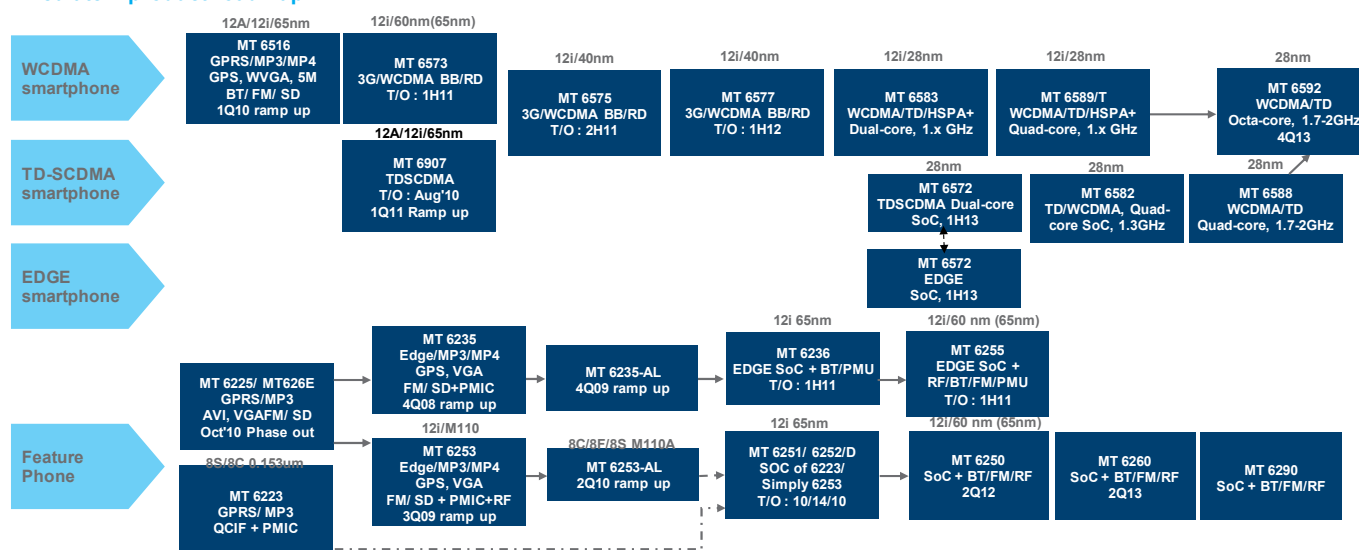 12A/12i/65nm
12i/60nm(65nm)
WCDMA
smartphone
MT 6516
GPRS/MP3/MP4
GPS, WVGA, 5M
BT/ FM/ SD
1Q10 ramp up
MT 6573
3G/WCDMA BB/RD
T/O : 1H11
12i/40nm
MT 6575
3G/WCDMA BB/RD
T/O : 2H11
12i/40nm
MT 6577
3G/WCDMA BB/RD
T/O : 1H12
12i/28nm
MT 6583
WCDMA/TD/HSPA+
Dual-core, 1.x GHz
12i/28nm
MT 6589/T
WCDMA/TD/HSPA+
Quad-core, 1.x GHz
28nm
MT 6592
WCDMA/TD
Octa-core, 1.7-2GHz
4Q13
TD-SCDMA
smartphone
12A/12i/65nm
MT 6907
TDSCDMA
T/O : Aug'10
1Q11 Ramp up
28nm
MT 6572
TDSCDMA Dual-core
SoC, 1H13
28nm
MT 6582
TD/WCDMA, Quad-
core SoC, 1.3GHz
28nm
MT 6588
WCDMA/TD
Quad-core, 1.7-2GHz
EDGE
smartphone
MT 6572
EDGE
SoC, 1H13
Feature
Phone
MT 6225/ MT626E
GPRS/MP3
AVI, VGAFM/ SD
Oct'10 Phase out
MT 6235
Edge/MP3/MP4
GPS, VGA
FM/ SD+PMIC
4Q08 ramp up
MT 6235-AL
4Q09 ramp up
12i 65nm
MT 6236
EDGE SoC + BT/PMU
T/O : 1H11
12i/60 nm (65nm)
MT 6255
EDGE SoC +
RF/BT/FM/PMU
T/O : 1H11
8S/8C 0.153um
MT 6223
GPRS/ MP3
QCIF + PMIC
12i/M110
MT 6253
Edge/MP3/MP4
GPS, VGA
FM/ SD + PMIC+RF
3Q09 ramp up
8C/8F/8S M110A
MT 6253-AL
2Q10 ramp up
12i 65nm
MT 6251/ 6252/D
SOC of 6223/
Simply 6253
T/O : 10/14/10
12i/60 nm (65nm)
MT 6250
SoC + BT/FM/RF
2Q12
MT 6260
SoC + BT/FM/RF
2Q13
MT 6290
SoC + BT/FM/RF